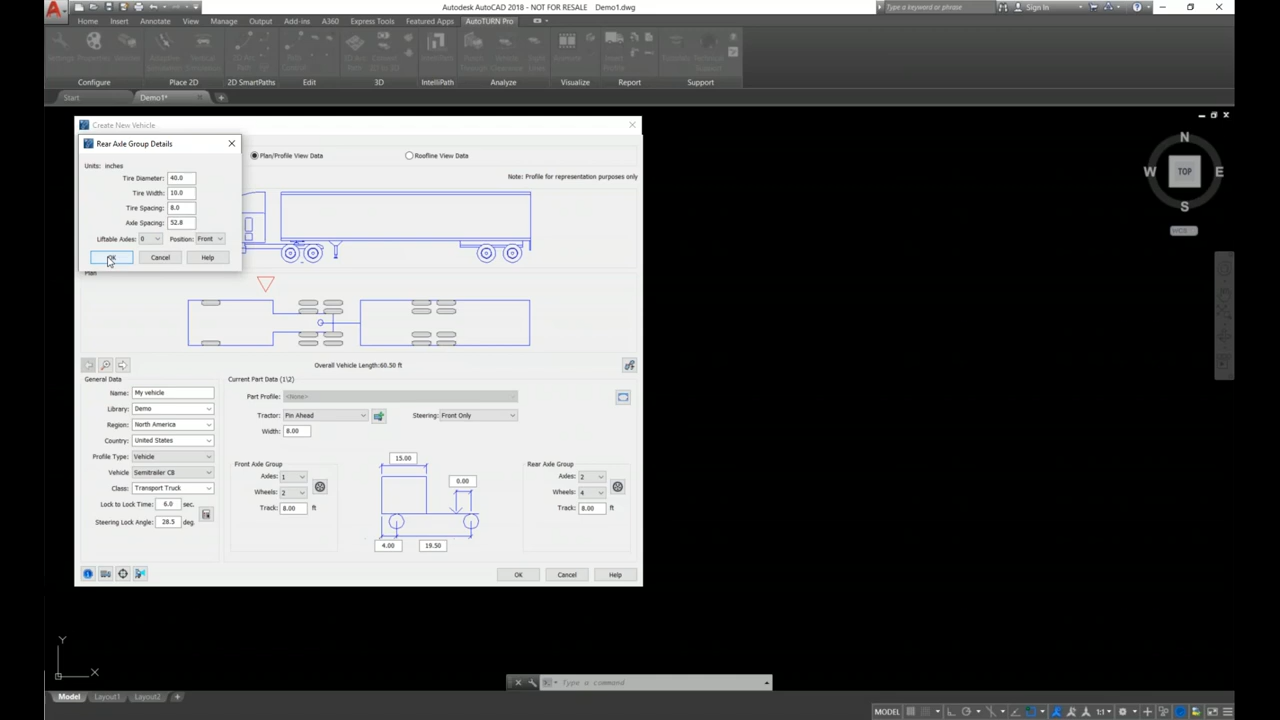 Autodesk AutoCAD 2018 - NOT FOR RESALE Demo1.dwg
Type a keyword or phrase
Sign In
Home Insert Annotate View Manage Output Add-ins A360 Express Tools Featured Apps AutoTURN Pro
Configure Place 2D 2D SmartPaths Edit 3D IntelliPath Analyze Visualize Report Support
Start Demo1*
Create New Vehicle
Rear Axle Group Details
Plan/Profile View Data Roofline View Data
Units: inches
Note: Profile for representation purposes only
Tire Diameter: 40.0
Tire Width: 10.0
Tire Spacing: 8.0
Axle Spacing: 52.8
Liftable Axles: 0 Position: Front
OK Cancel Help
Plan
N
W TOP E
S
WCS
Overall Vehicle Length:60.50 ft
General Data
Name: My vehicle
Library: Demo
Region: North America
Country: United States
Profile Type: Vehicle
Vehicle Semitrailer CB
Class: Transport Truck
Lock to Lock Time: 6.0 sec.
Steering Lock Angle: 28.5 deg.
Current Part Data (1\2)
Part Profile: <None>
Tractor: Pin Ahead Steering: Front Only
Width: 8.00
Front Axle Group
Axles: 1
Wheels: 2
Track: 8.00 ft
15.00
0.00
4.00 19.50
Rear Axle Group
Axles: 2
Wheels: 4
Track: 8.00 ft
OK Cancel Help
Y
X
Type a command
Model Layout1 Layout2 +
MODEL 1:1